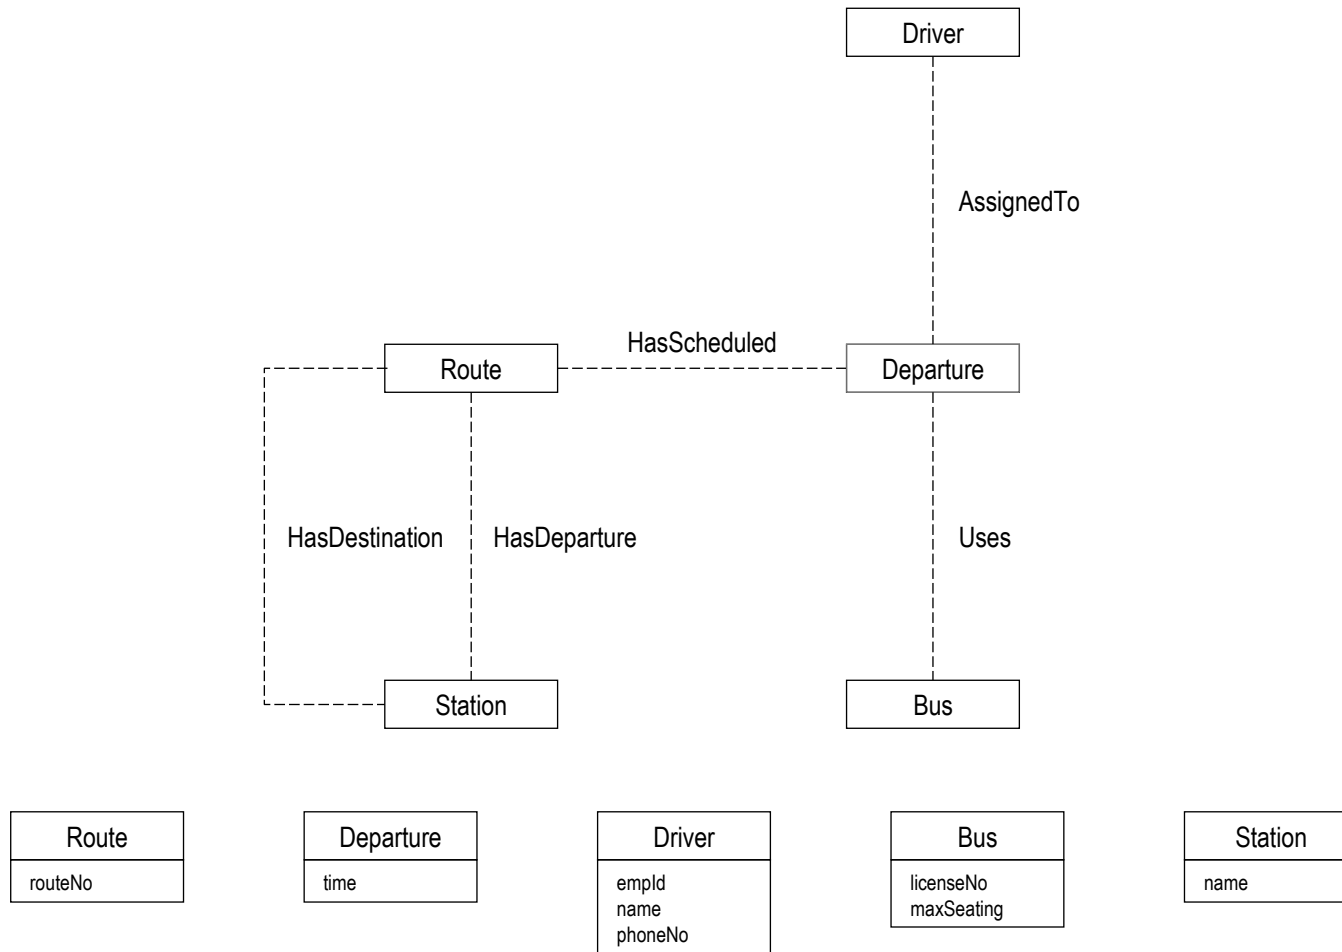 Driver
AssignedTo
HasScheduled
Route
Departure
HasDestination
HasDeparture
Uses
Station
Bus
Route
routeNo
Departure
time
Driver
empId
name
phoneNo
Bus
licenseNo
maxSeating
Station
name